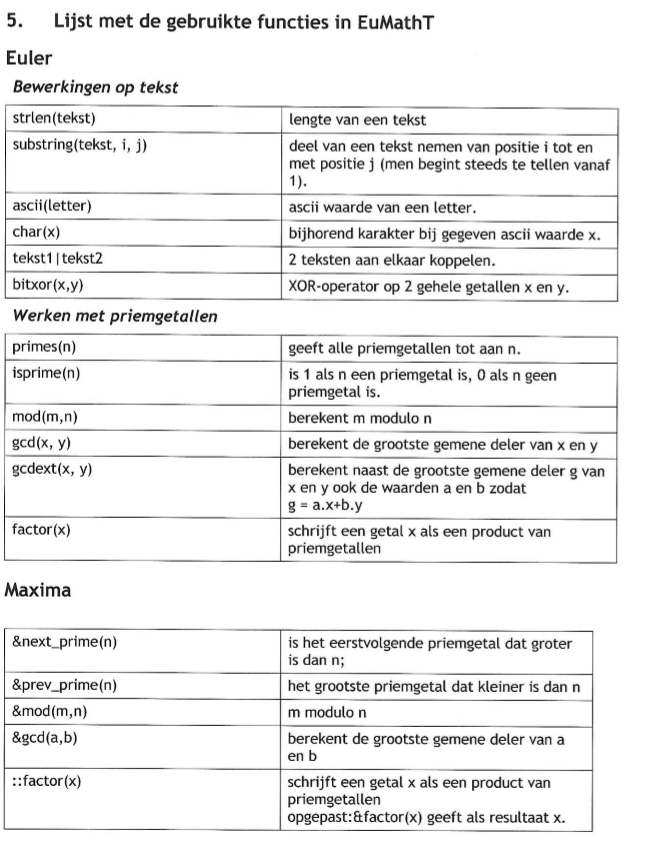 5. Lijst met de gebruikte functies in EuMathT
Euler
Bewerkingen op tekst
strlen(tekst)
lengte van een tekst
substring(tekst, i, j)
deel van een tekst nemen van positie i tot en
met positie j (men begint steeds te tellen vanaf
1).
ascii(letter)
ascii waarde van een letter.
char(x)
bijhorend karakter bij gegeven ascii waarde x.
tekst1|tekst2
2 teksten aan elkaar koppelen.
bitxor(x,y)
XOR-operator op 2 gehele getallen x en y.
Werken met priemgetallen
primes(n)
geeft alle priemgetallen tot aan n.
isprime(n)
is 1 als n een priemgetal is, 0 als n geen
priemgetal is.
mod(m,n)
berekent m modulo n
gcd(x, y)
berekent de grootste gemene deler van x en y
gcdext(x, y)
berekent naast de grootste gemene deler g van
x en y ook de waarden a en b zodat
g = a.x+b.y
factor(x)
schrijft een getal x als een product van
priemgetallen
Maxima
&next_prime(n)
is het eerstvolgende priemgetal dat groter
is dan n;
&prev_prime(n)
het grootste priemgetal dat kleiner is dan n
&mod(m,n)
m modulo n
&gcd(a,b)
berekent de grootste gemene deler van a
en b
::factor(x)
schrijft een getal x als een product van
priemgetallen
opgepast:&factor(x) geeft als resultaat x.